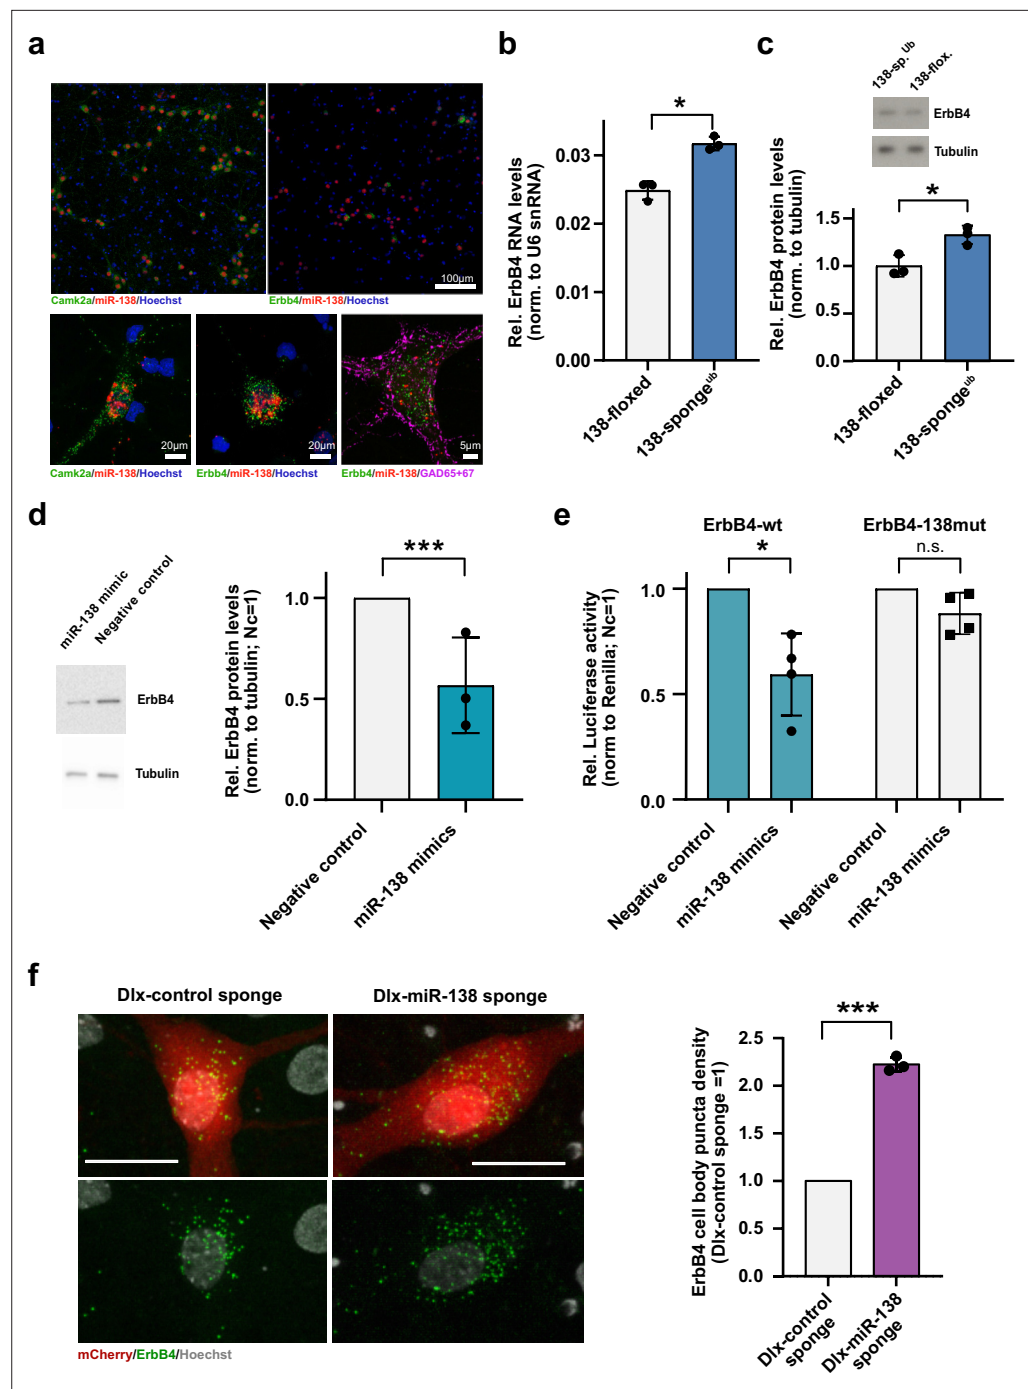 a
Camk2a/miR-138/Hoechst
Erbb4/miR-138/Hoechst
100µm
Camk2a/miR-138/Hoechst
20µm
Erbb4/miR-138/Hoechst
20µm
Erbb4/miR-138/GAD65+67
5µm
b
Rel. ErbB4 RNA levels
(norm. to U6 snRNA)
0.03
0.02
0.01
0.00
*
138-floxed
138-spongeᵁᵇ
c
138-sp.ᵁᵇ
138-flox.
ErbB4
Tubulin
Rel. ErbB4 protein levels
(norm. to tubulin)
1.5
1.0
0.5
0.0
*
138-floxed
138-spongeᵁᵇ
d
miR-138 mimic
Negative control
ErbB4
Tubulin
Rel. ErbB4 protein levels
(norm. to tubulin; Nc=1)
1.0
0.5
0.0
***
Negative control
miR-138 mimics
e
ErbB4-wt
ErbB4-138mut
*
n.s.
Rel. Luciferase activity
(norm to Renilla; Nc=1)
1.0
0.5
0.0
Negative control
miR-138 mimics
Negative control
miR-138 mimics
f
Dlx-control sponge
Dlx-miR-138 sponge
mCherry/ErbB4/Hoechst
ErbB4 cell body puncta density
(Dlx-control sponge =1)
2.5
2.0
1.5
1.0
0.5
0.0
***
Dlx-control
sponge
Dlx-miR-138
sponge